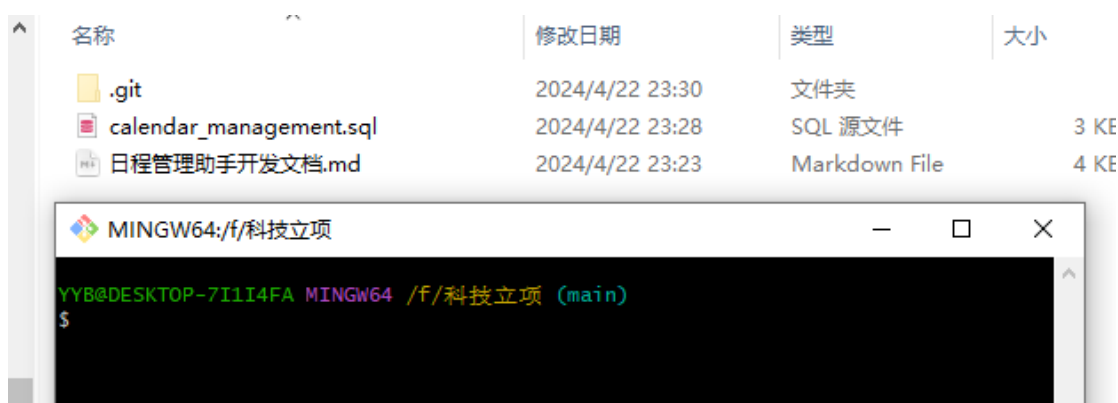 名称 修改日期 类型 大小
.git 2024/4/22 23:30 文件夹
calendar_management.sql 2024/4/22 23:28 SQL 源文件 3 KB
日程管理助手开发文档.md 2024/4/22 23:23 Markdown File 4 KB
MINGW64:/f/科技立项
YYB@DESKTOP-7I1I4FA MINGW64 /f/科技立项 (main)
$